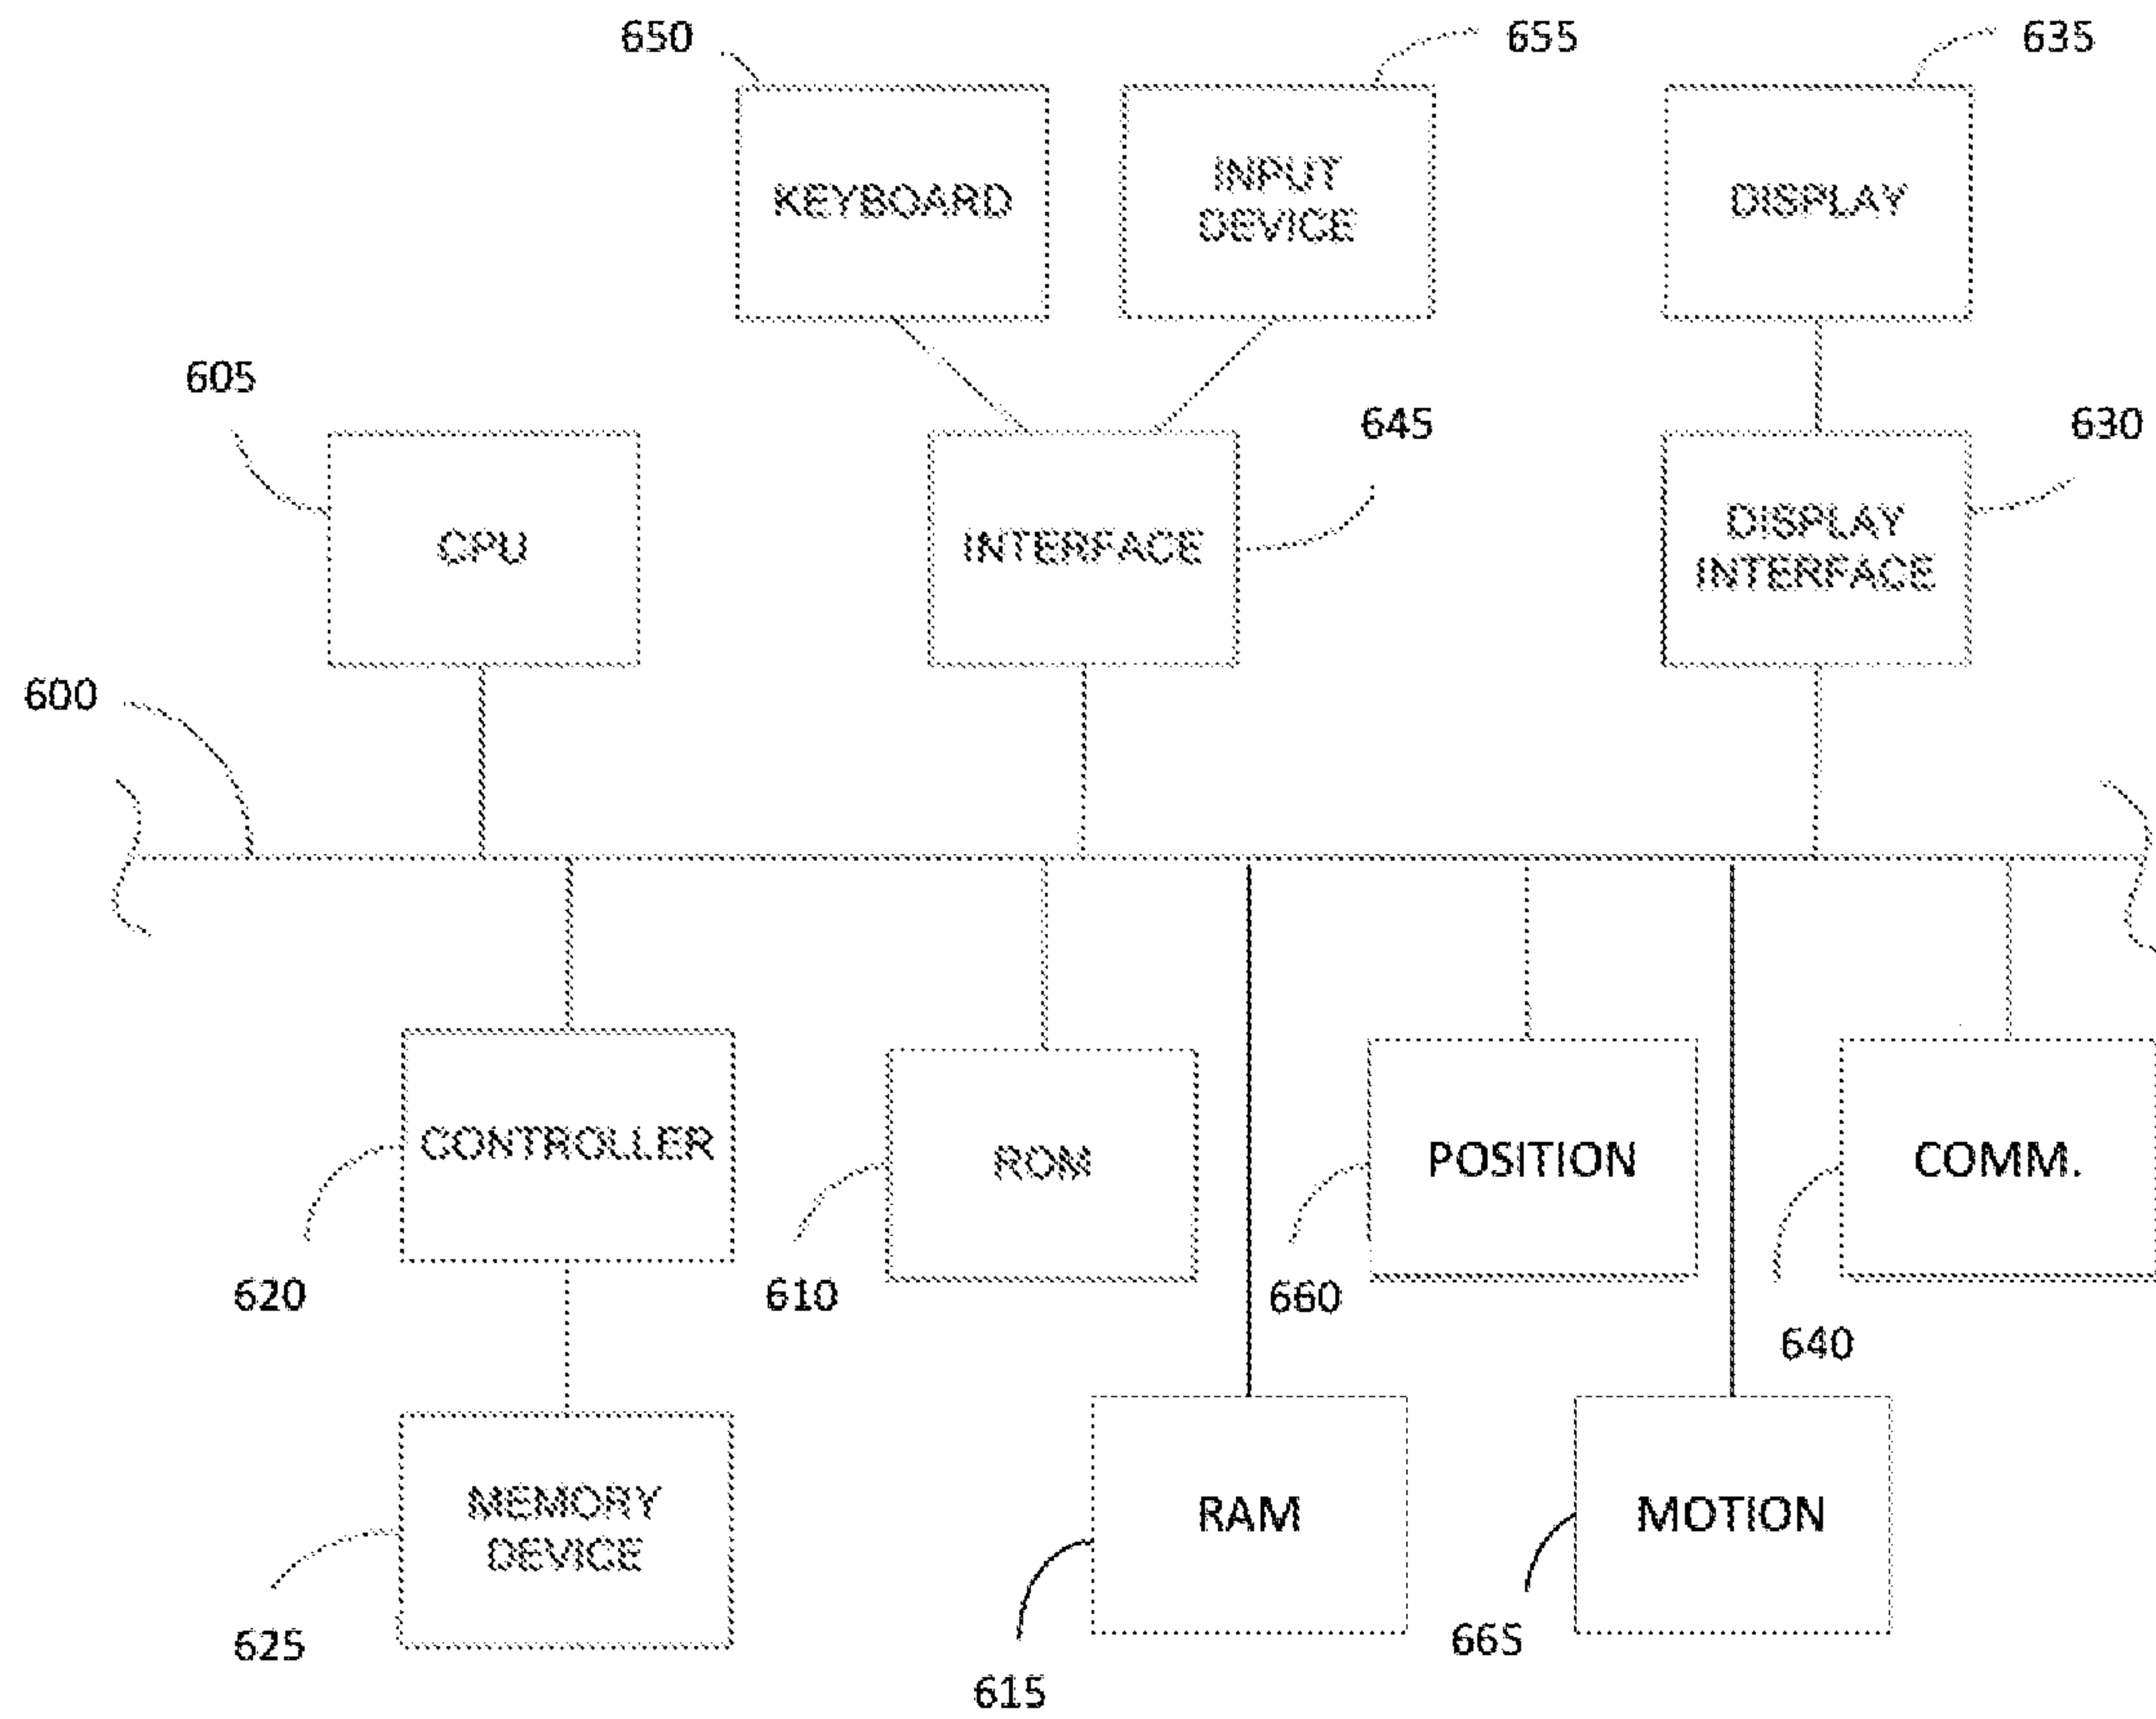 650
655
635
KEYBOARD
INPUT
DEVICE
DISPLAY
605
645
630
CPU
INTERFACE
DISPLAY
INTERFACE
600
CONTROLLER
ROM
POSITION
COMM.
620
610
660
640
MEMORY
DEVICE
RAM
MOTION
625
615
665